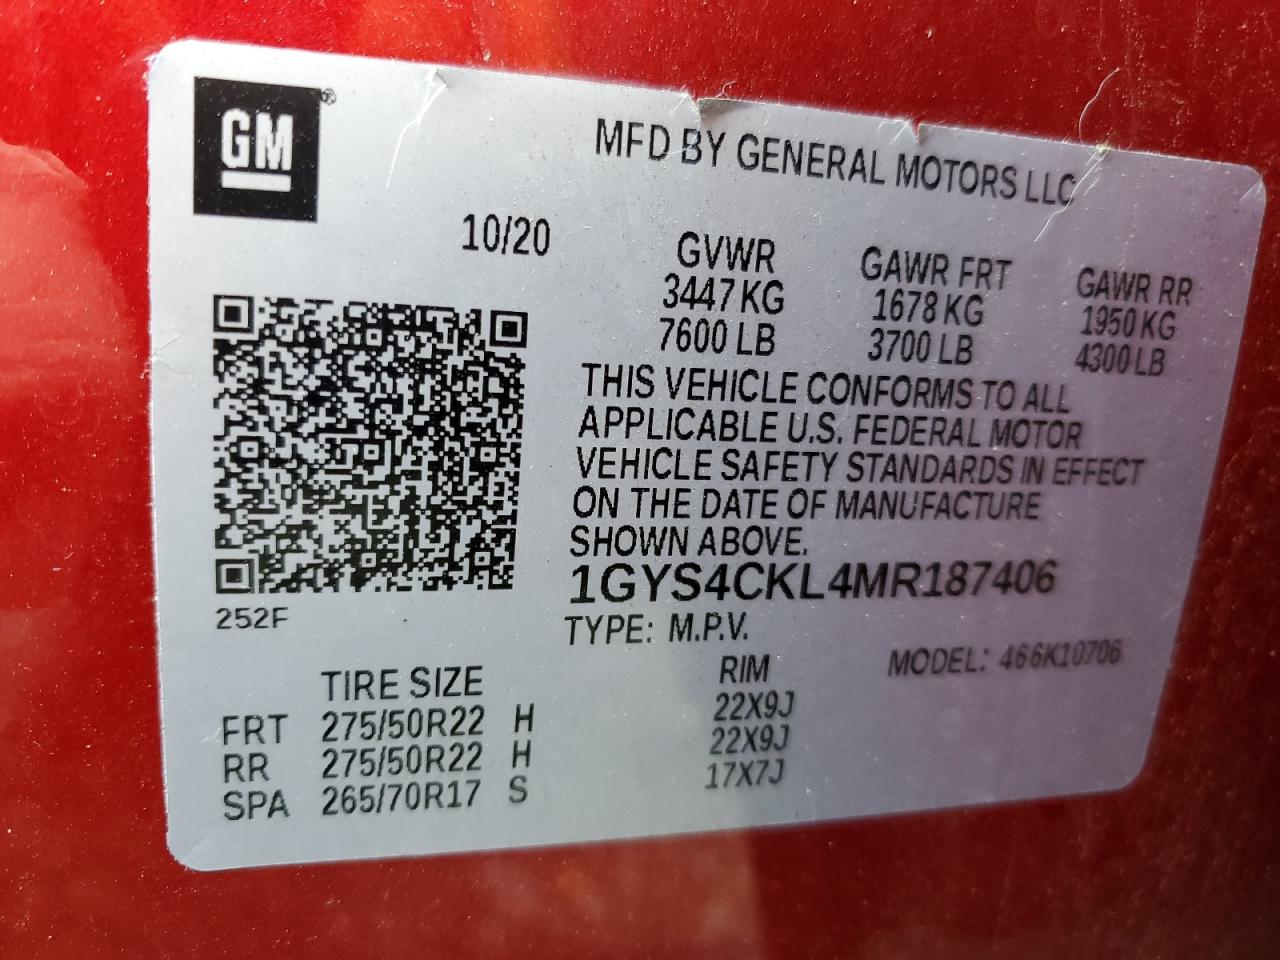 GM®
MFD BY GENERAL MOTORS LLC
10/20
GVWR GAWR FRT GAWR RR
3447 KG 1678 KG 1950 KG
7600 LB 3700 LB 4300 LB
THIS VEHICLE CONFORMS TO ALL
APPLICABLE U.S. FEDERAL MOTOR
VEHICLE SAFETY STANDARDS IN EFFECT
ON THE DATE OF MANUFACTURE
SHOWN ABOVE.
1GYS4CKL4MR187406
252F
TYPE: M.P.V. MODEL: 466K10706
TIRE SIZE RIM
FRT 275/50R22 H 22X9J
RR 275/50R22 H 22X9J
SPA 265/70R17 S 17X7J